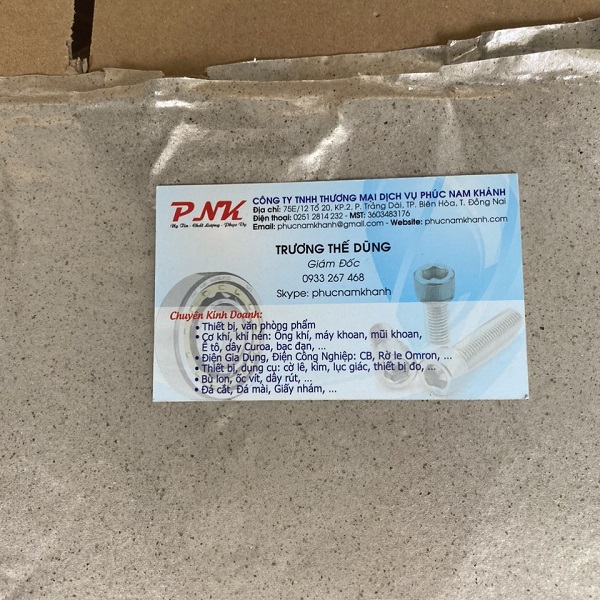 PNK
Uy Tín - Chất Lượng - Phục Vụ
CÔNG TY TNHH THƯƠNG MẠI DỊCH VỤ PHÚC NAM KHÁNH
Địa chỉ: 75E/12 Tổ 20, KP.2, P. Trảng Dài, TP. Biên Hòa, T. Đồng Nai
Điện thoại: 0251 2814 232 - MST: 3603483176
Email: phucnamkhanh@gmail.com - Website: phucnamkhanh.com
TRƯƠNG THẾ DŨNG
Giám Đốc
0933 267 468
Skype: phucnamkhanh
Chuyên Kinh Doanh:
• Thiết bị, văn phòng phẩm
• Cơ khí, khí nén: Ống khí, máy khoan, mũi khoan,
Ê tô, dây Curoa, bạc đạn, ...
• Điện Gia Dụng, Điện Công Nghiệp: CB, Rờ le Omron, ...
• Thiết bị, dụng cụ: cờ lê, kìm, lục giác, thiết bị đo, ...
• Bù lon, ốc vít, dây rút, ...
• Đá cắt, Đá mài, Giấy nhám, ...